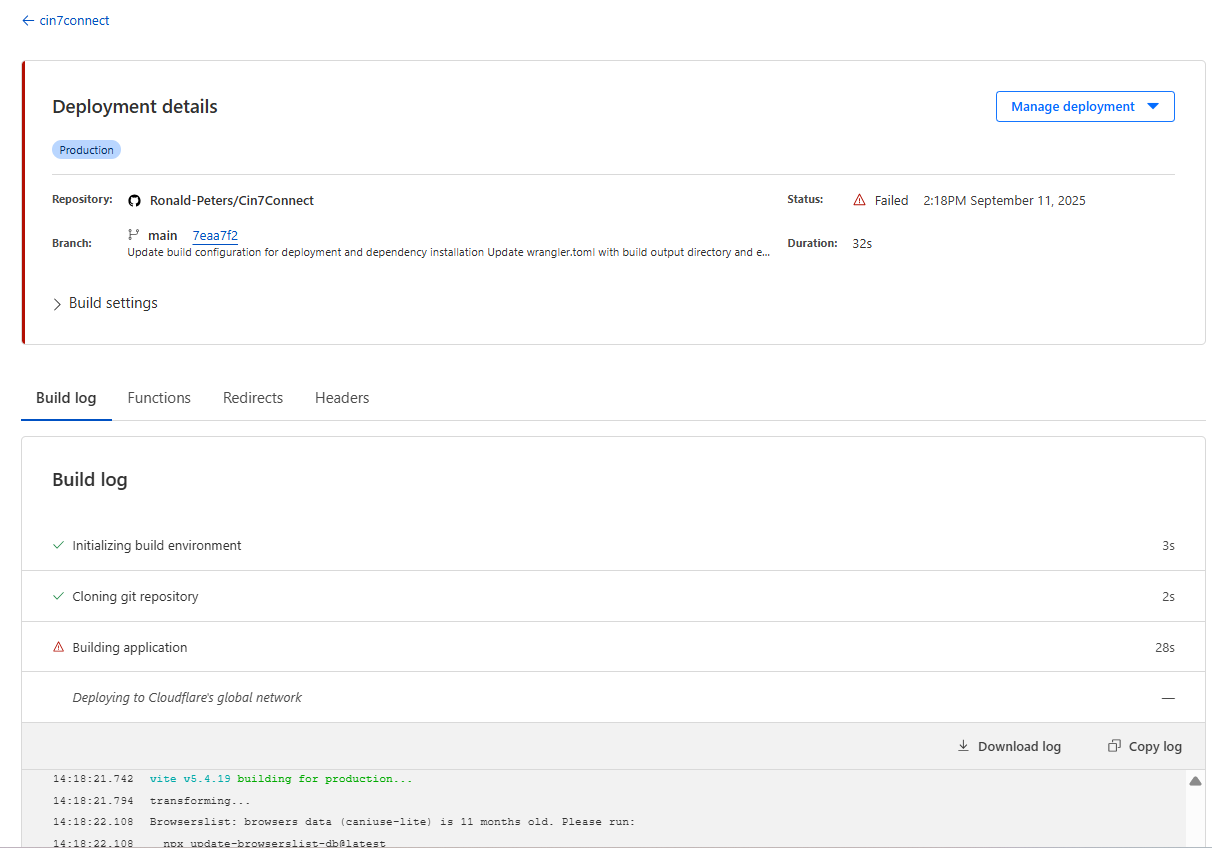 ← cin7connect
Deployment details
Manage deployment
Production
Repository: Ronald-Peters/Cin7Connect
Status: Failed 2:18PM September 11, 2025
Branch: main 7eaa7f2
Update build configuration for deployment and dependency installation Update wrangler.toml with build output directory and e...
Duration: 32s
Build settings
Build log Functions Redirects Headers
Build log
Initializing build environment 3s
Cloning git repository 2s
Building application 28s
Deploying to Cloudflare's global network —
Download log Copy log
14:18:21.742 vite v5.4.19 building for production...
14:18:21.794 transforming...
14:18:22.108 Browserslist: browsers data (caniuse-lite) is 11 months old. Please run:
14:18:22.108 npx update-browserslist-db@latest